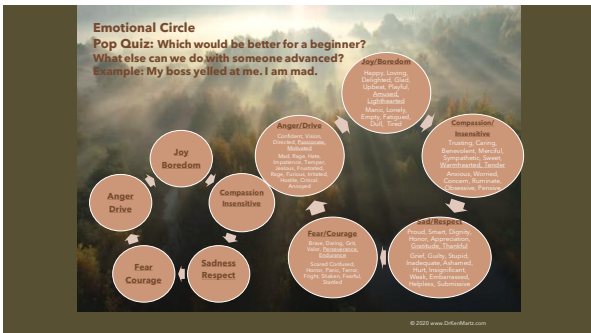 Emotional Circle
Pop Quiz: Which would be better for a beginner?
What else can we do with someone advanced?
Example: My boss yelled at me. I am mad.
Joy
Boredom
Compassion
Insensitive
Sadness
Respect
Fear
Courage
Anger
Drive
Joy/Boredom
Happy, Loving,
Delighted, Glad,
Upbeat, Playful,
Amused,
Lighthearted
Manic, Lonely,
Empty, Fatigued,
Dull, Tired
Compassion/
Insensitive
Trusting, Caring,
Benevolent, Merciful,
Sympathetic, Sweet,
Warmhearted, Tender
Anxious, Worried,
Concern, Ruminate,
Obsessive, Pensive
Sad/Respect
Proud, Smart, Dignity,
Honor, Appreciation,
Gratitude, Thankful
Grief, Guilty, Stupid,
Inadequate, Ashamed,
Hurt, Insignificant,
Weak, Embarrassed,
Helpless, Submissive
Fear/Courage
Brave, Daring, Grit,
Valor, Perseverance,
Endurance
Scared Confused,
Horror, Panic, Terror,
Fright, Shaken, Fearful,
Startled
Anger/Drive
Confident, Vision,
Directed, Passionate,
Motivated
Mad, Rage, Hate,
Impatience, Temper,
Jealous, Frustrated,
Rage, Furious, Irritated,
Hostile, Critical,
Annoyed
© 2020 www.DrKenMartz.com